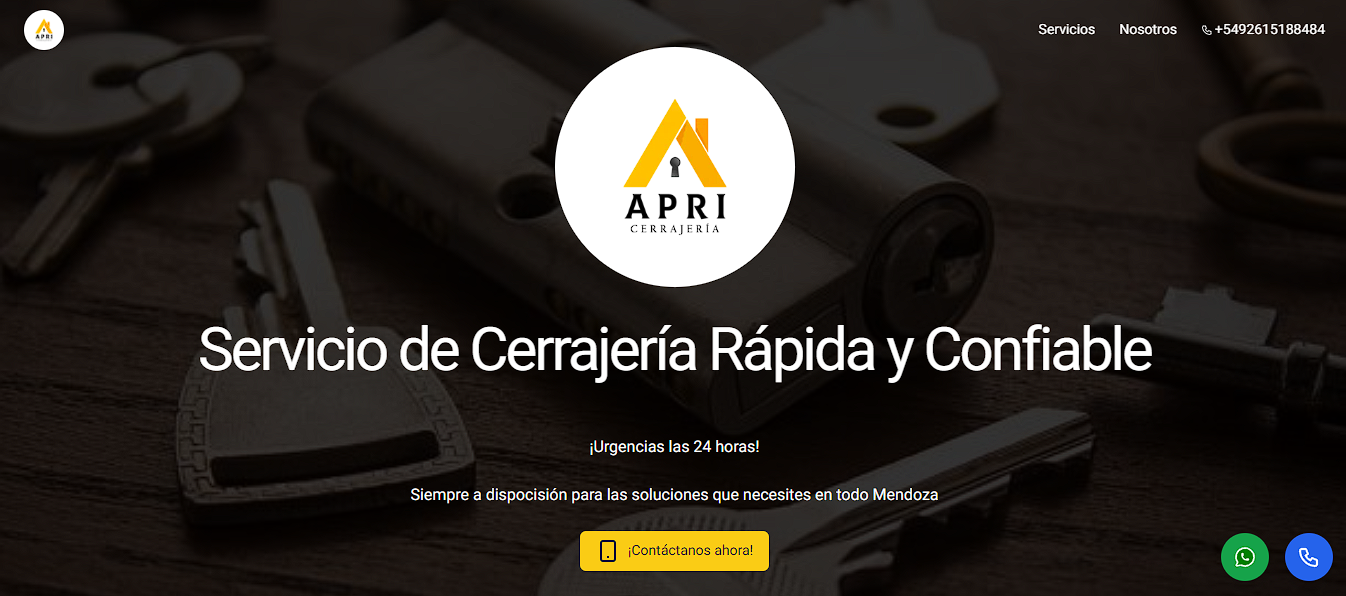 APRI
Servicios Nosotros +5492615188484
APRI
CERRAJERÍA
Servicio de Cerrajería Rápida y Confiable
¡Urgencias las 24 horas!
Siempre a dispocisión para las soluciones que necesites en todo Mendoza
¡Contáctanos ahora!